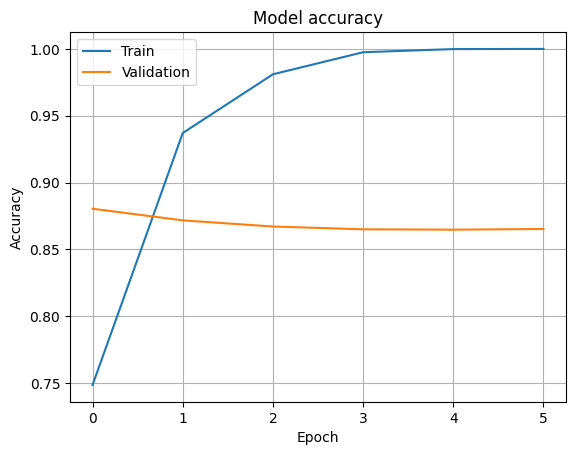 Model accuracy
Train
Validation
Accuracy
1.00
0.95
0.90
0.85
0.80
0.75
0 1 2 3 4 5
Epoch